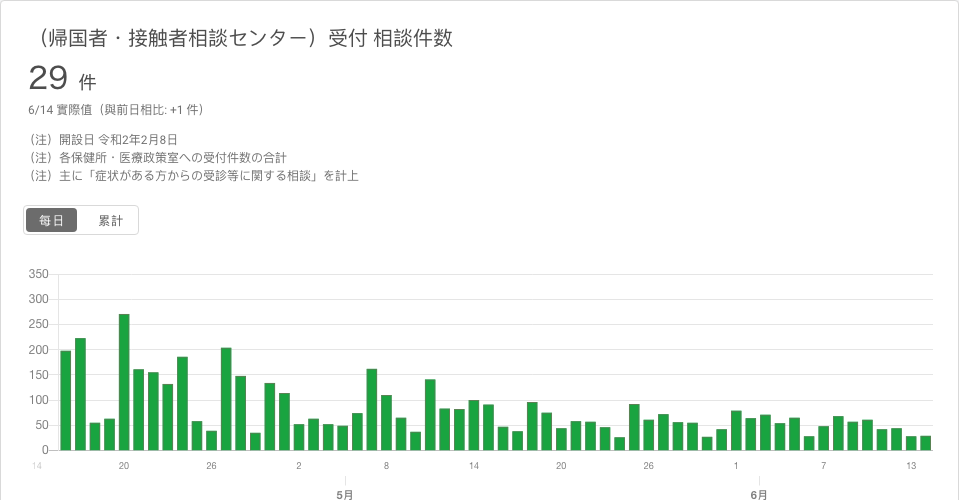 （帰国者・接触者相談センター）受付 相談件数
29 件
6/14 實際値（與前日相比: +1 件）
（注）開設日 令和2年2月8日
（注）各保健所・医療政策室への受付件数の合計
（注）主に「症状がある方からの受診等に関する相談」を計上
每日 累計
350
300
250
200
150
100
50
0
14 20 26 2 8 14 20 26 1 7 13
5月 6月